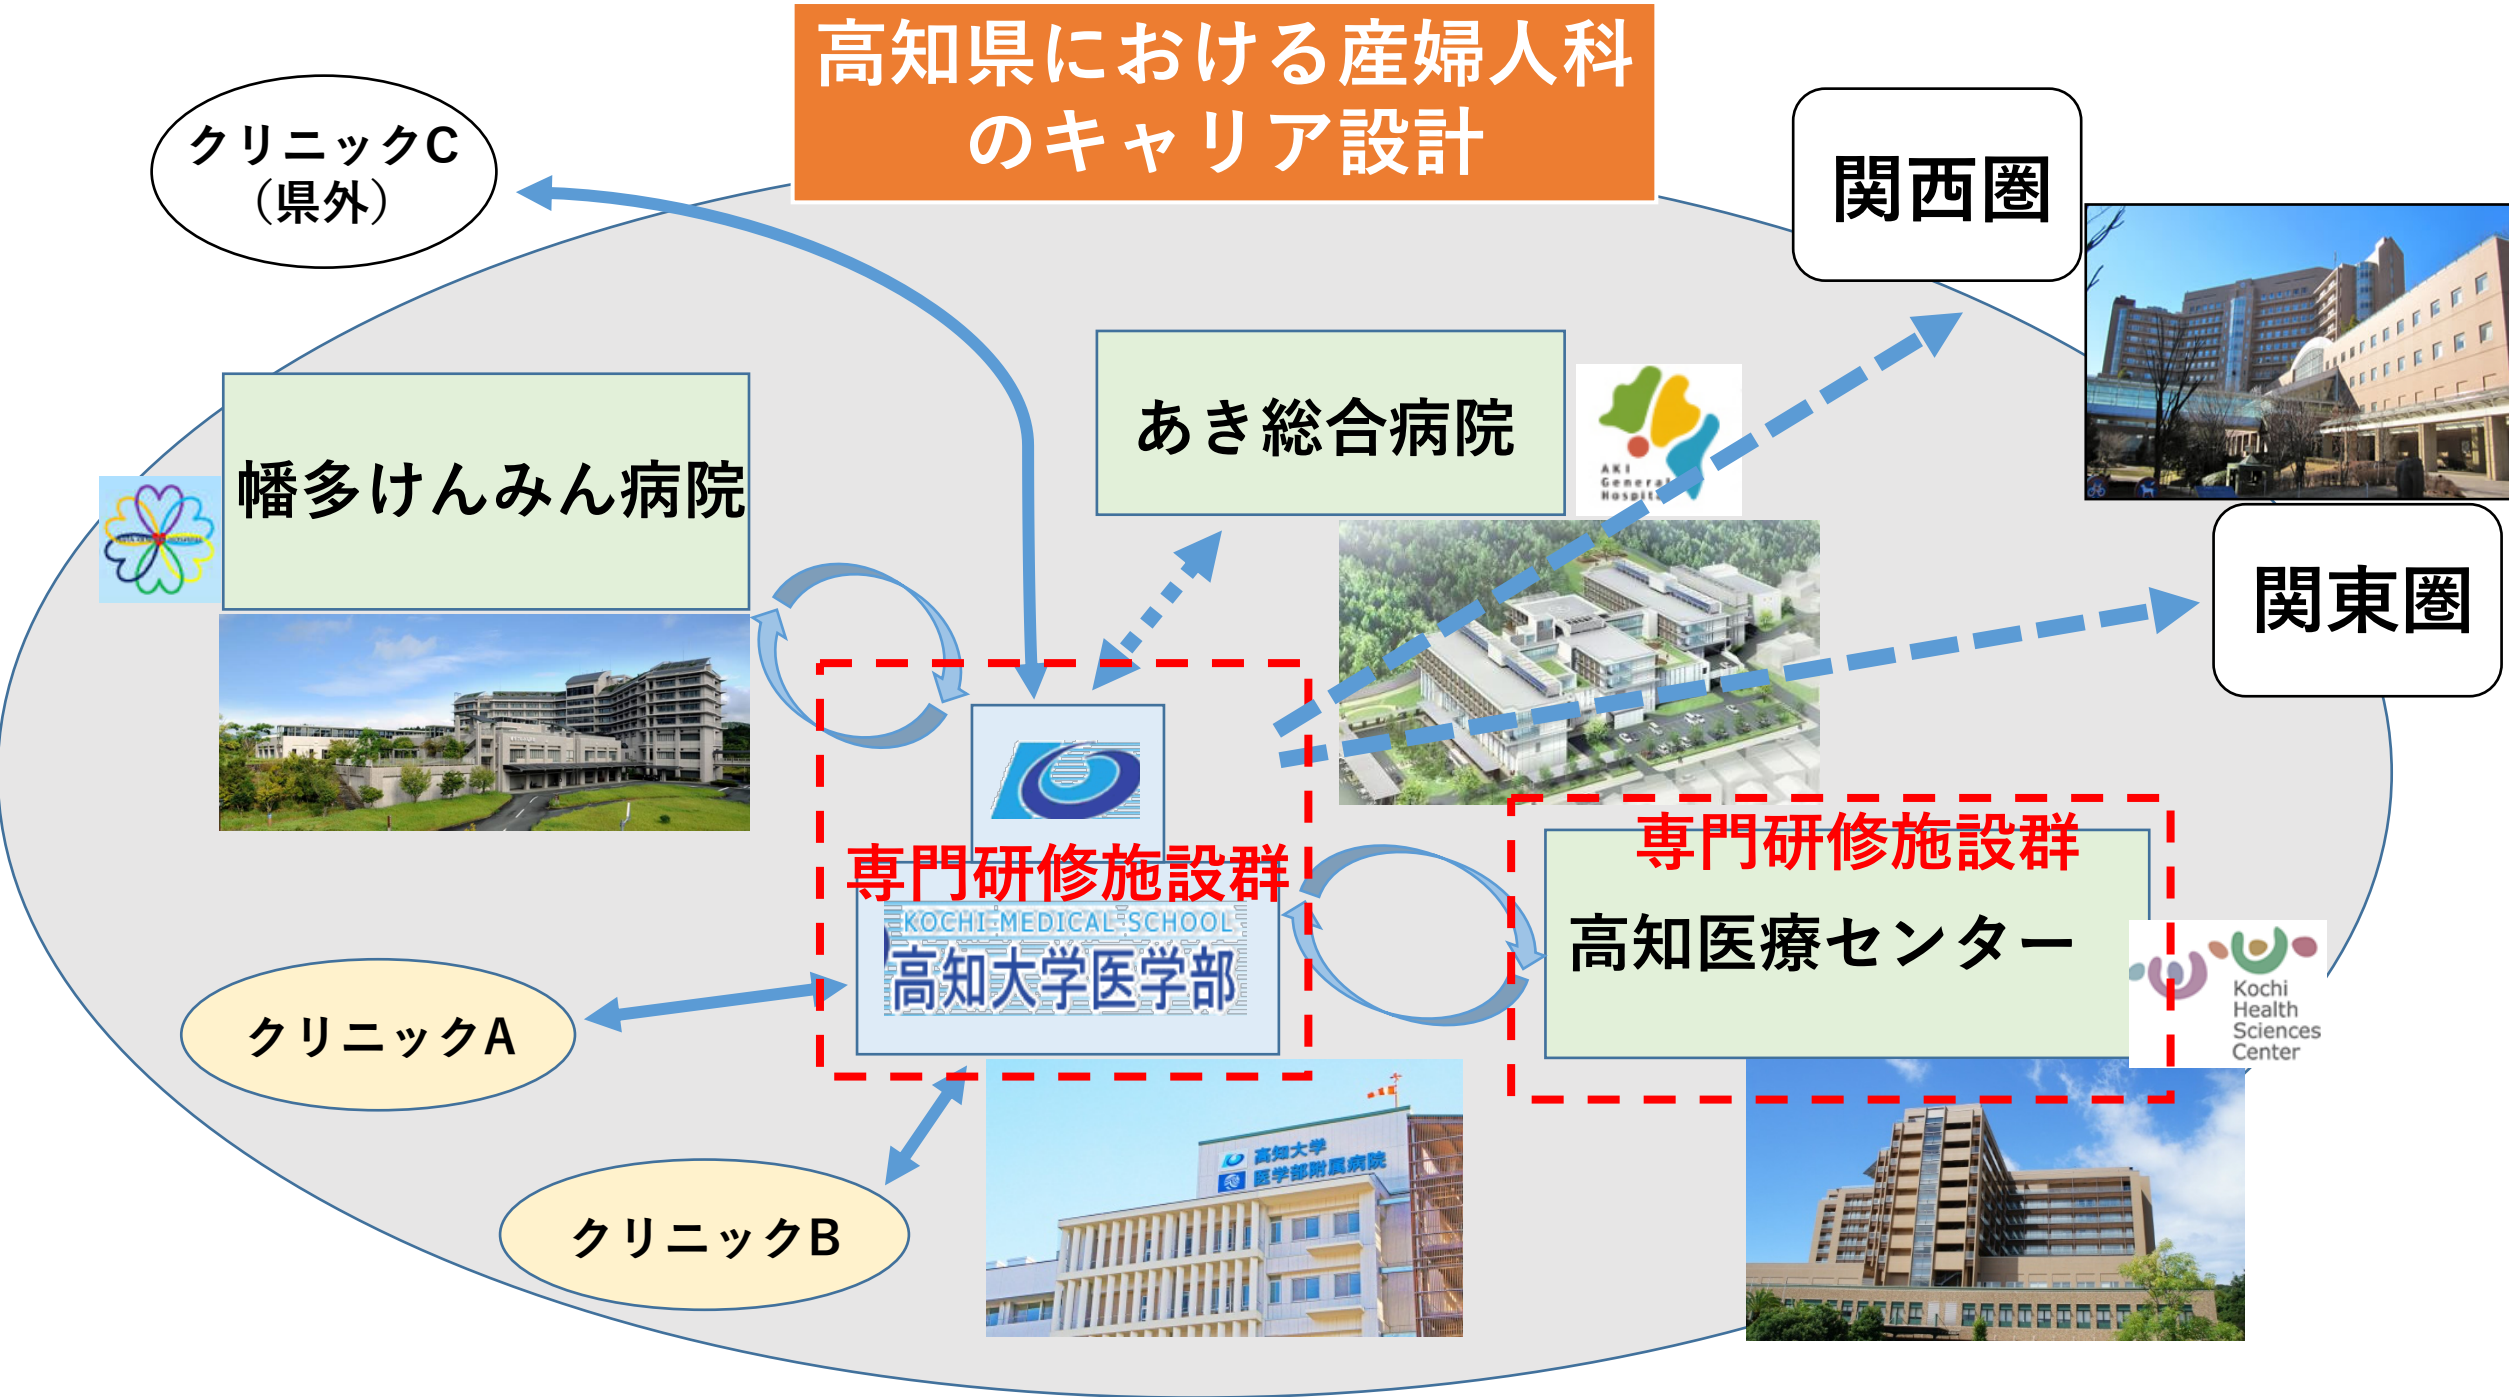 高知県における産婦人科
のキャリア設計
クリニックC
（県外）
関西圏
あき総合病院
AKI
General
Hospital
幡多けんみん病院
関東圏
専門研修施設群
KOCHI MEDICAL SCHOOL
高知大学医学部
専門研修施設群
高知医療センター
Kochi
Health
Sciences
Center
クリニックA
クリニックB
高知大学
医学部附属病院